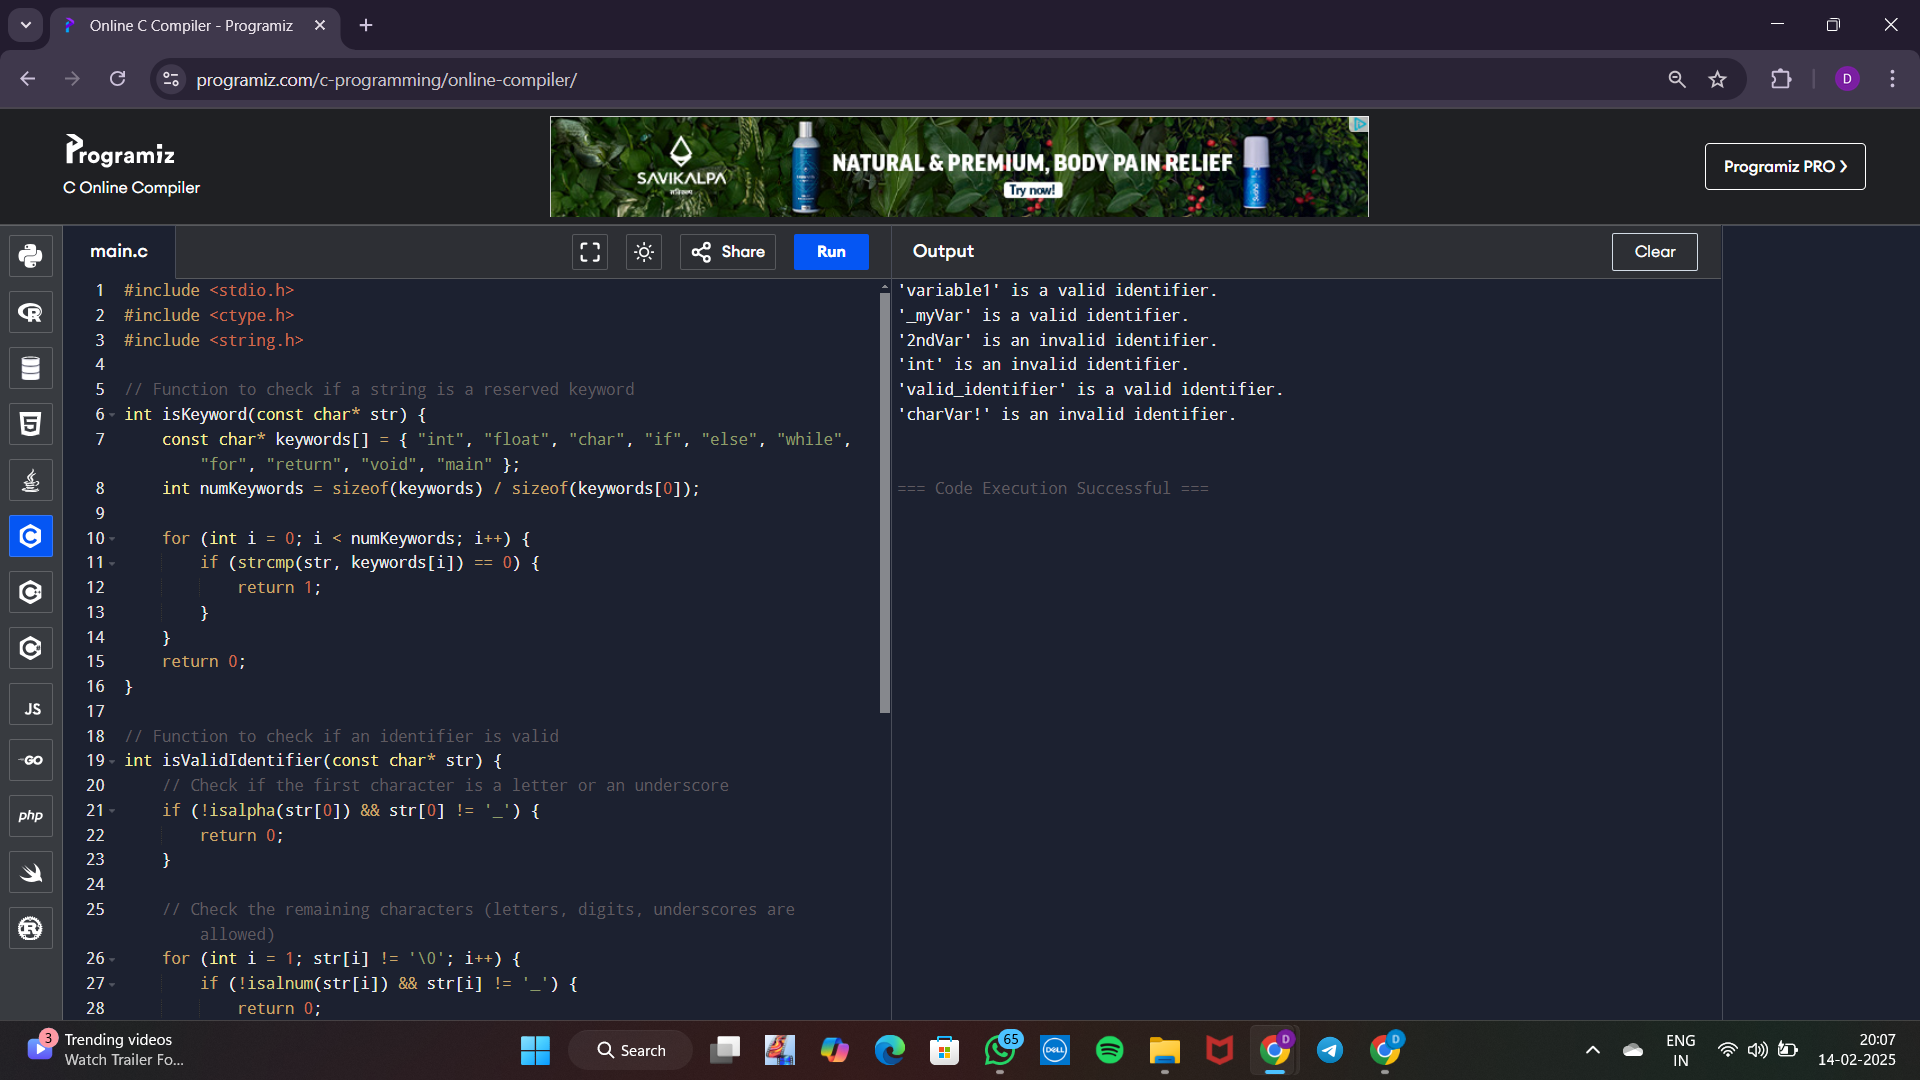 Online C Compiler - Programiz
programiz.com/c-programming/online-compiler/
D
Programiz
C Online Compiler
SAVIKALPA
NATURAL & PREMIUM, BODY PAIN RELIEF
Try now!
Programiz PRO >
main.c
Share
Run
Output
Clear
1 #include <stdio.h>
2 #include <ctype.h>
3 #include <string.h>
4
5 // Function to check if a string is a reserved keyword
6 int isKeyword(const char* str) {
7 const char* keywords[] = { "int", "float", "char", "if", "else", "while",
"for", "return", "void", "main" };
8 int numKeywords = sizeof(keywords) / sizeof(keywords[0]);
9
10 for (int i = 0; i < numKeywords; i++) {
11 if (strcmp(str, keywords[i]) == 0) {
12 return 1;
13 }
14 }
15 return 0;
16 }
17
18 // Function to check if an identifier is valid
19 int isValidIdentifier(const char* str) {
20 // Check if the first character is a letter or an underscore
21 if (!isalpha(str[0]) && str[0] != '_') {
22 return 0;
23 }
24
25 // Check the remaining characters (letters, digits, underscores are
allowed)
26 for (int i = 1; str[i] != '\0'; i++) {
27 if (!isalnum(str[i]) && str[i] != '_') {
28 return 0;
'variable1' is a valid identifier.
'_myVar' is a valid identifier.
'2ndVar' is an invalid identifier.
'int' is an invalid identifier.
'valid_identifier' is a valid identifier.
'charVar!' is an invalid identifier.
=== Code Execution Successful ===
JS
GO
php
3
Trending videos
Watch Trailer Fo...
Search
65
DELL
D
D
ENG
IN
20:07
14-02-2025